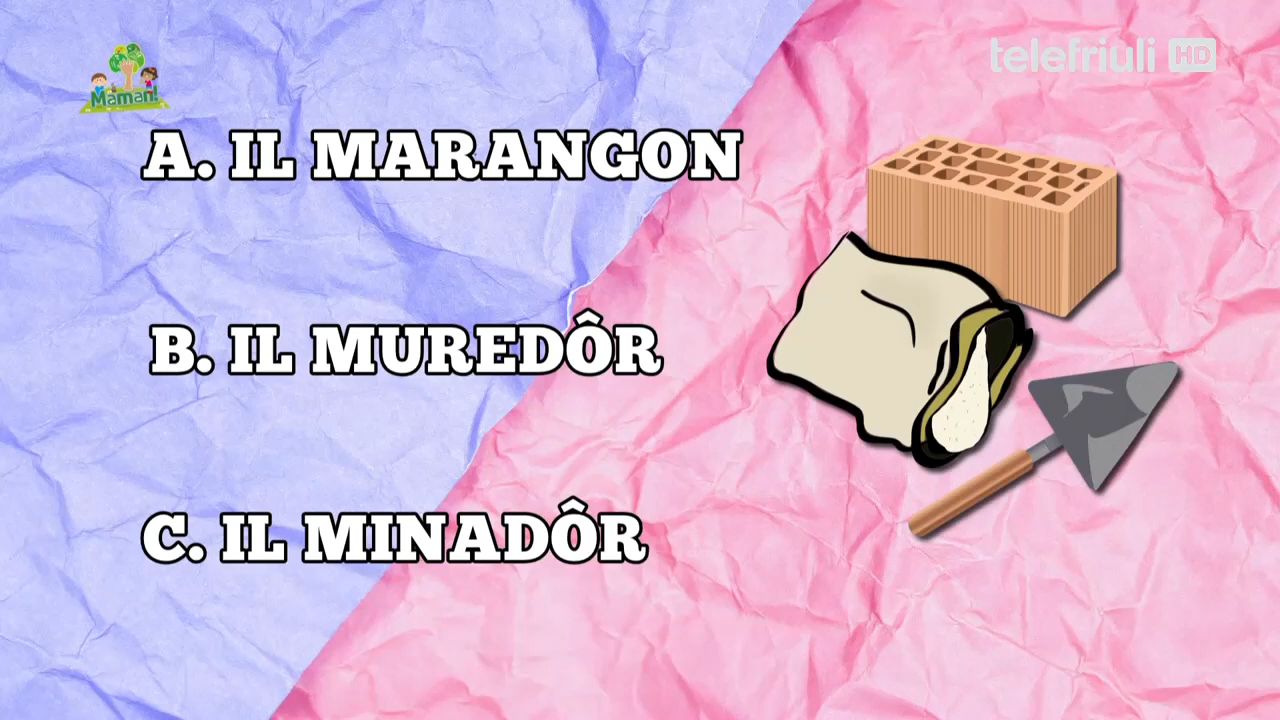 Maman!
telefriuli HD
A. IL MARANGON
B. IL MUREDÔR
C. IL MINADÔR